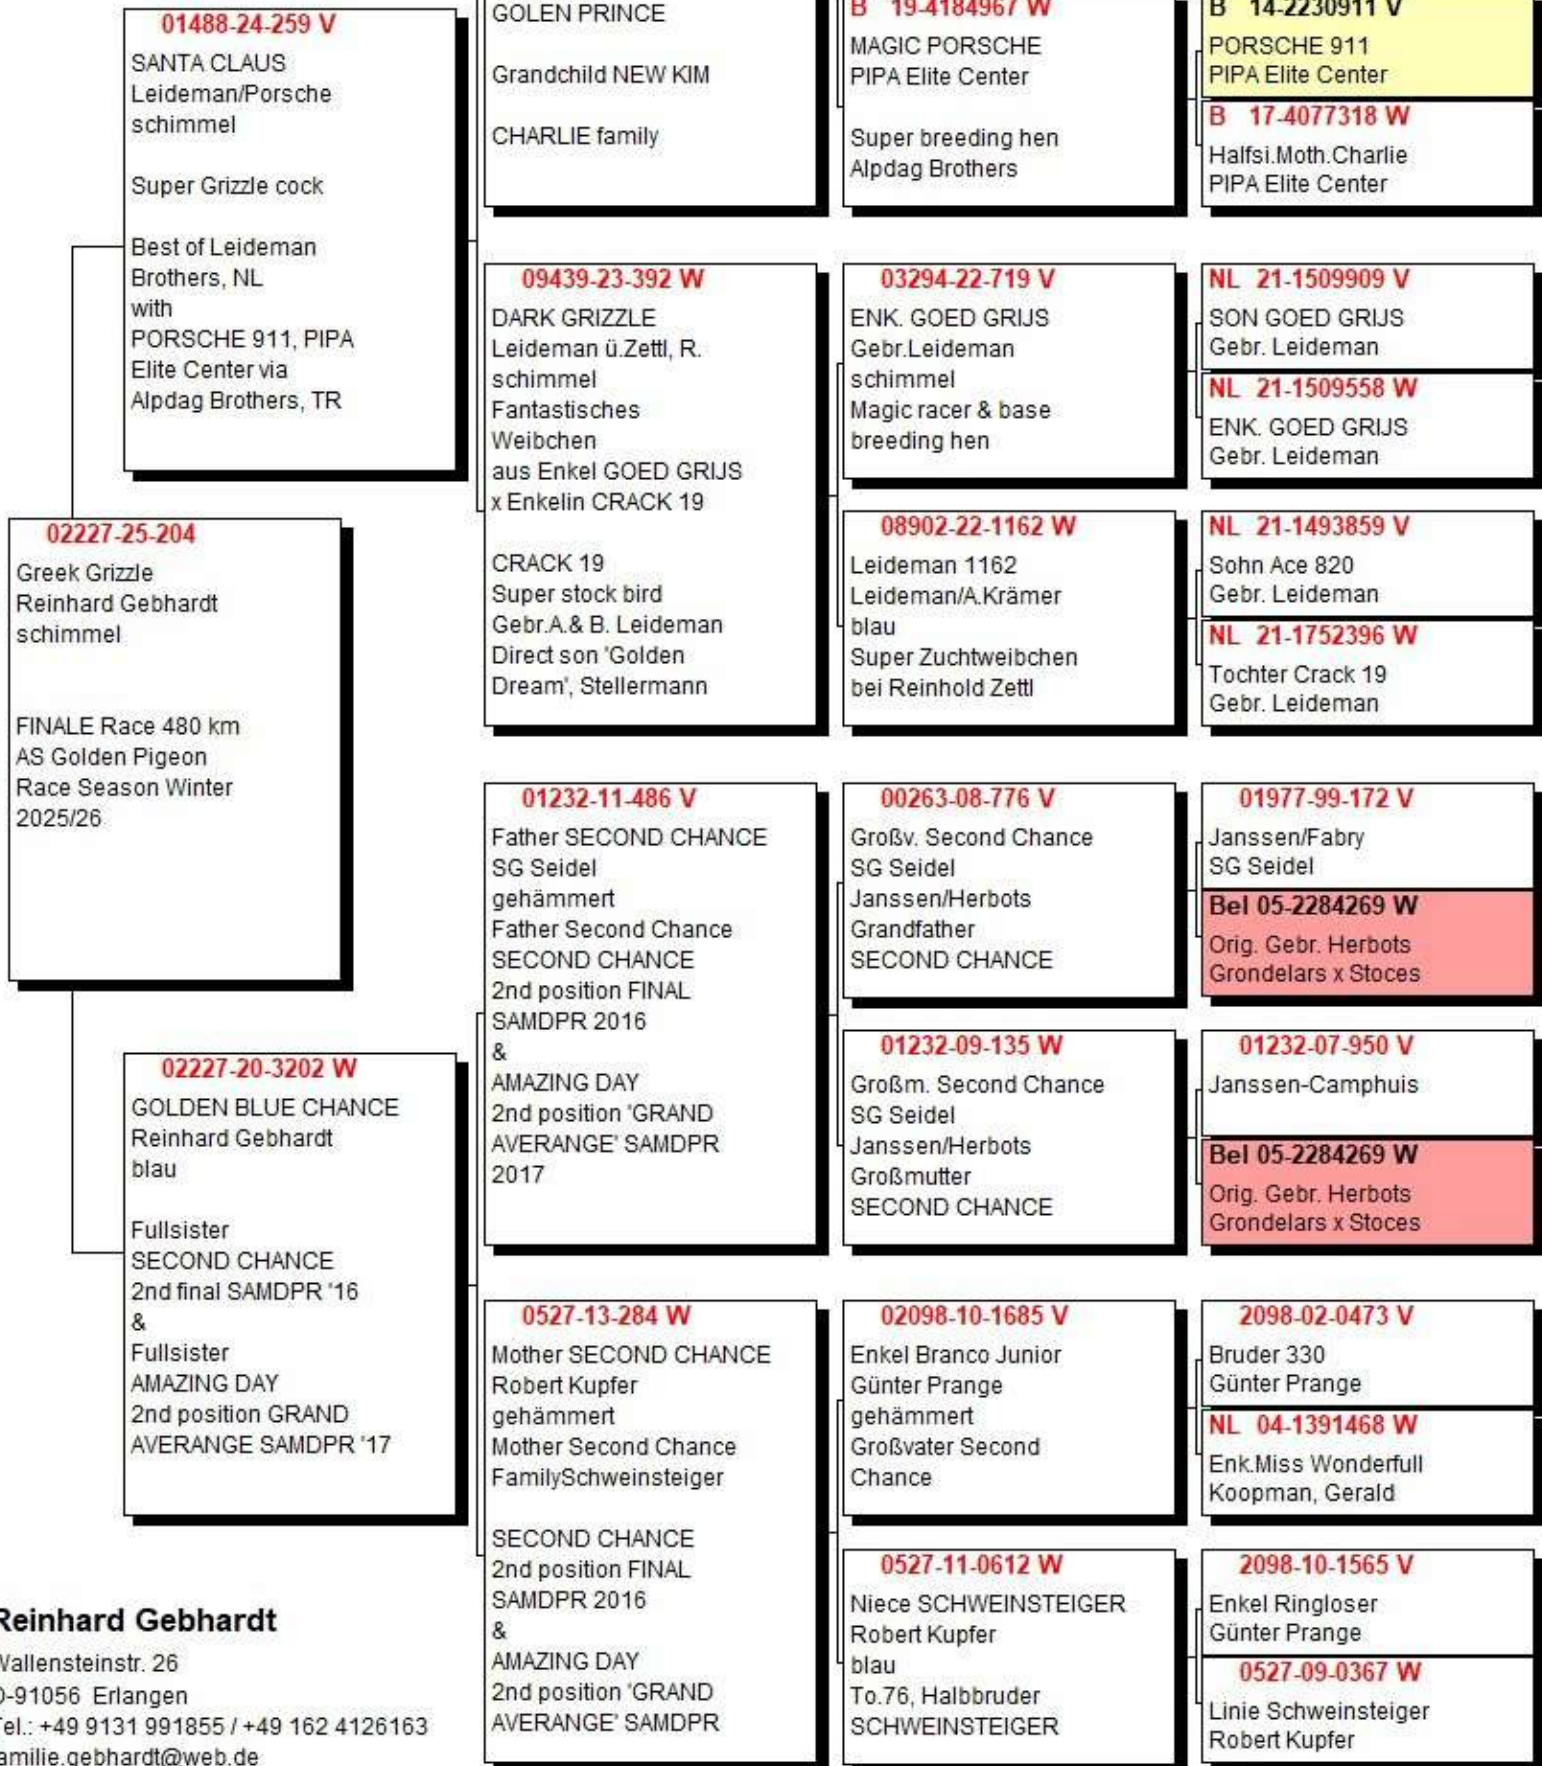 01488-24-259 V
SANTA CLAUS
Leideman/Porsche
schimmel
Super Grizzle cock
Best of Leideman
Brothers, NL
with
PORSCHE 911, PIPA
Elite Center via
Alpdag Brothers, TR
02227-25-204
Greek Grizzle
Reinhard Gebhardt
schimmel
FINALE Race 480 km
AS Golden Pigeon
Race Season Winter
2025/26
02227-20-3202 W
GOLDEN BLUE CHANCE
Reinhard Gebhardt
blau
Fullsister
SECOND CHANCE
2nd final SAMDPR '16
&
Fullsister
AMAZING DAY
2nd position GRAND
AVERANGE SAMDPR '17
Reinhard Gebhardt
Wallensteinstr. 26
D-91056 Erlangen
Tel.: +49 9131 991855 / +49 162 4126163
familie.gebhardt@web.de
GOLEN PRINCE
Grandchild NEW KIM
CHARLIE family
09439-23-392 W
DARK GRIZZLE
Leideman ü.Zettl, R.
schimmel
Fantastisches
Weibchen
aus Enkel GOED GRIJS
x Enkelin CRACK 19
CRACK 19
Super stock bird
Gebr.A.& B. Leideman
Direct son 'Golden
Dream', Stellermann
01232-11-486 V
Father SECOND CHANCE
SG Seidel
gehämmert
Father Second Chance
SECOND CHANCE
2nd position FINAL
SAMDPR 2016
&
AMAZING DAY
2nd position 'GRAND
AVERANGE' SAMDPR
2017
0527-13-284 W
Mother SECOND CHANCE
Robert Kupfer
gehämmert
Mother Second Chance
FamilySchweinsteiger
SECOND CHANCE
2nd position FINAL
SAMDPR 2016
&
AMAZING DAY
2nd position 'GRAND
AVERANGE' SAMDPR
B 19-4184967 W
MAGIC PORSCHE
PIPA Elite Center
Super breeding hen
Alpdag Brothers
03294-22-719 V
ENK. GOED GRIJS
Gebr.Leideman
schimmel
Magic racer & base
breeding hen
08902-22-1162 W
Leideman 1162
Leideman/A.Krämer
blau
Super Zuchtweibchen
bei Reinhold Zettl
00263-08-776 V
Großv. Second Chance
SG Seidel
Janssen/Herbots
Grandfather
SECOND CHANCE
01232-09-135 W
Großm. Second Chance
SG Seidel
Janssen/Herbots
Großmutter
SECOND CHANCE
02098-10-1685 V
Enkel Branco Junior
Günter Prange
gehämmert
Großvater Second
Chance
0527-11-0612 W
Niece SCHWEINSTEIGER
Robert Kupfer
blau
To.76, Halbbruder
SCHWEINSTEIGER
B 14-2230911 V
PORSCHE 911
PIPA Elite Center
B 17-4077318 W
Halfsi.Moth.Charlie
PIPA Elite Center
NL 21-1509909 V
SON GOED GRIJS
Gebr. Leideman
NL 21-1509558 W
ENK. GOED GRIJS
Gebr. Leideman
NL 21-1493859 V
Sohn Ace 820
Gebr. Leideman
NL 21-1752396 W
Tochter Crack 19
Gebr. Leideman
01977-99-172 V
Janssen/Fabry
SG Seidel
Bel 05-2284269 W
Orig. Gebr. Herbots
Grondelars x Stoces
01232-07-950 V
Janssen-Camphuis
Bel 05-2284269 W
Orig. Gebr. Herbots
Grondelars x Stoces
2098-02-0473 V
Bruder 330
Günter Prange
NL 04-1391468 W
Enk.Miss Wonderfull
Koopman, Gerald
2098-10-1565 V
Enkel Ringloser
Günter Prange
0527-09-0367 W
Linie Schweinsteiger
Robert Kupfer